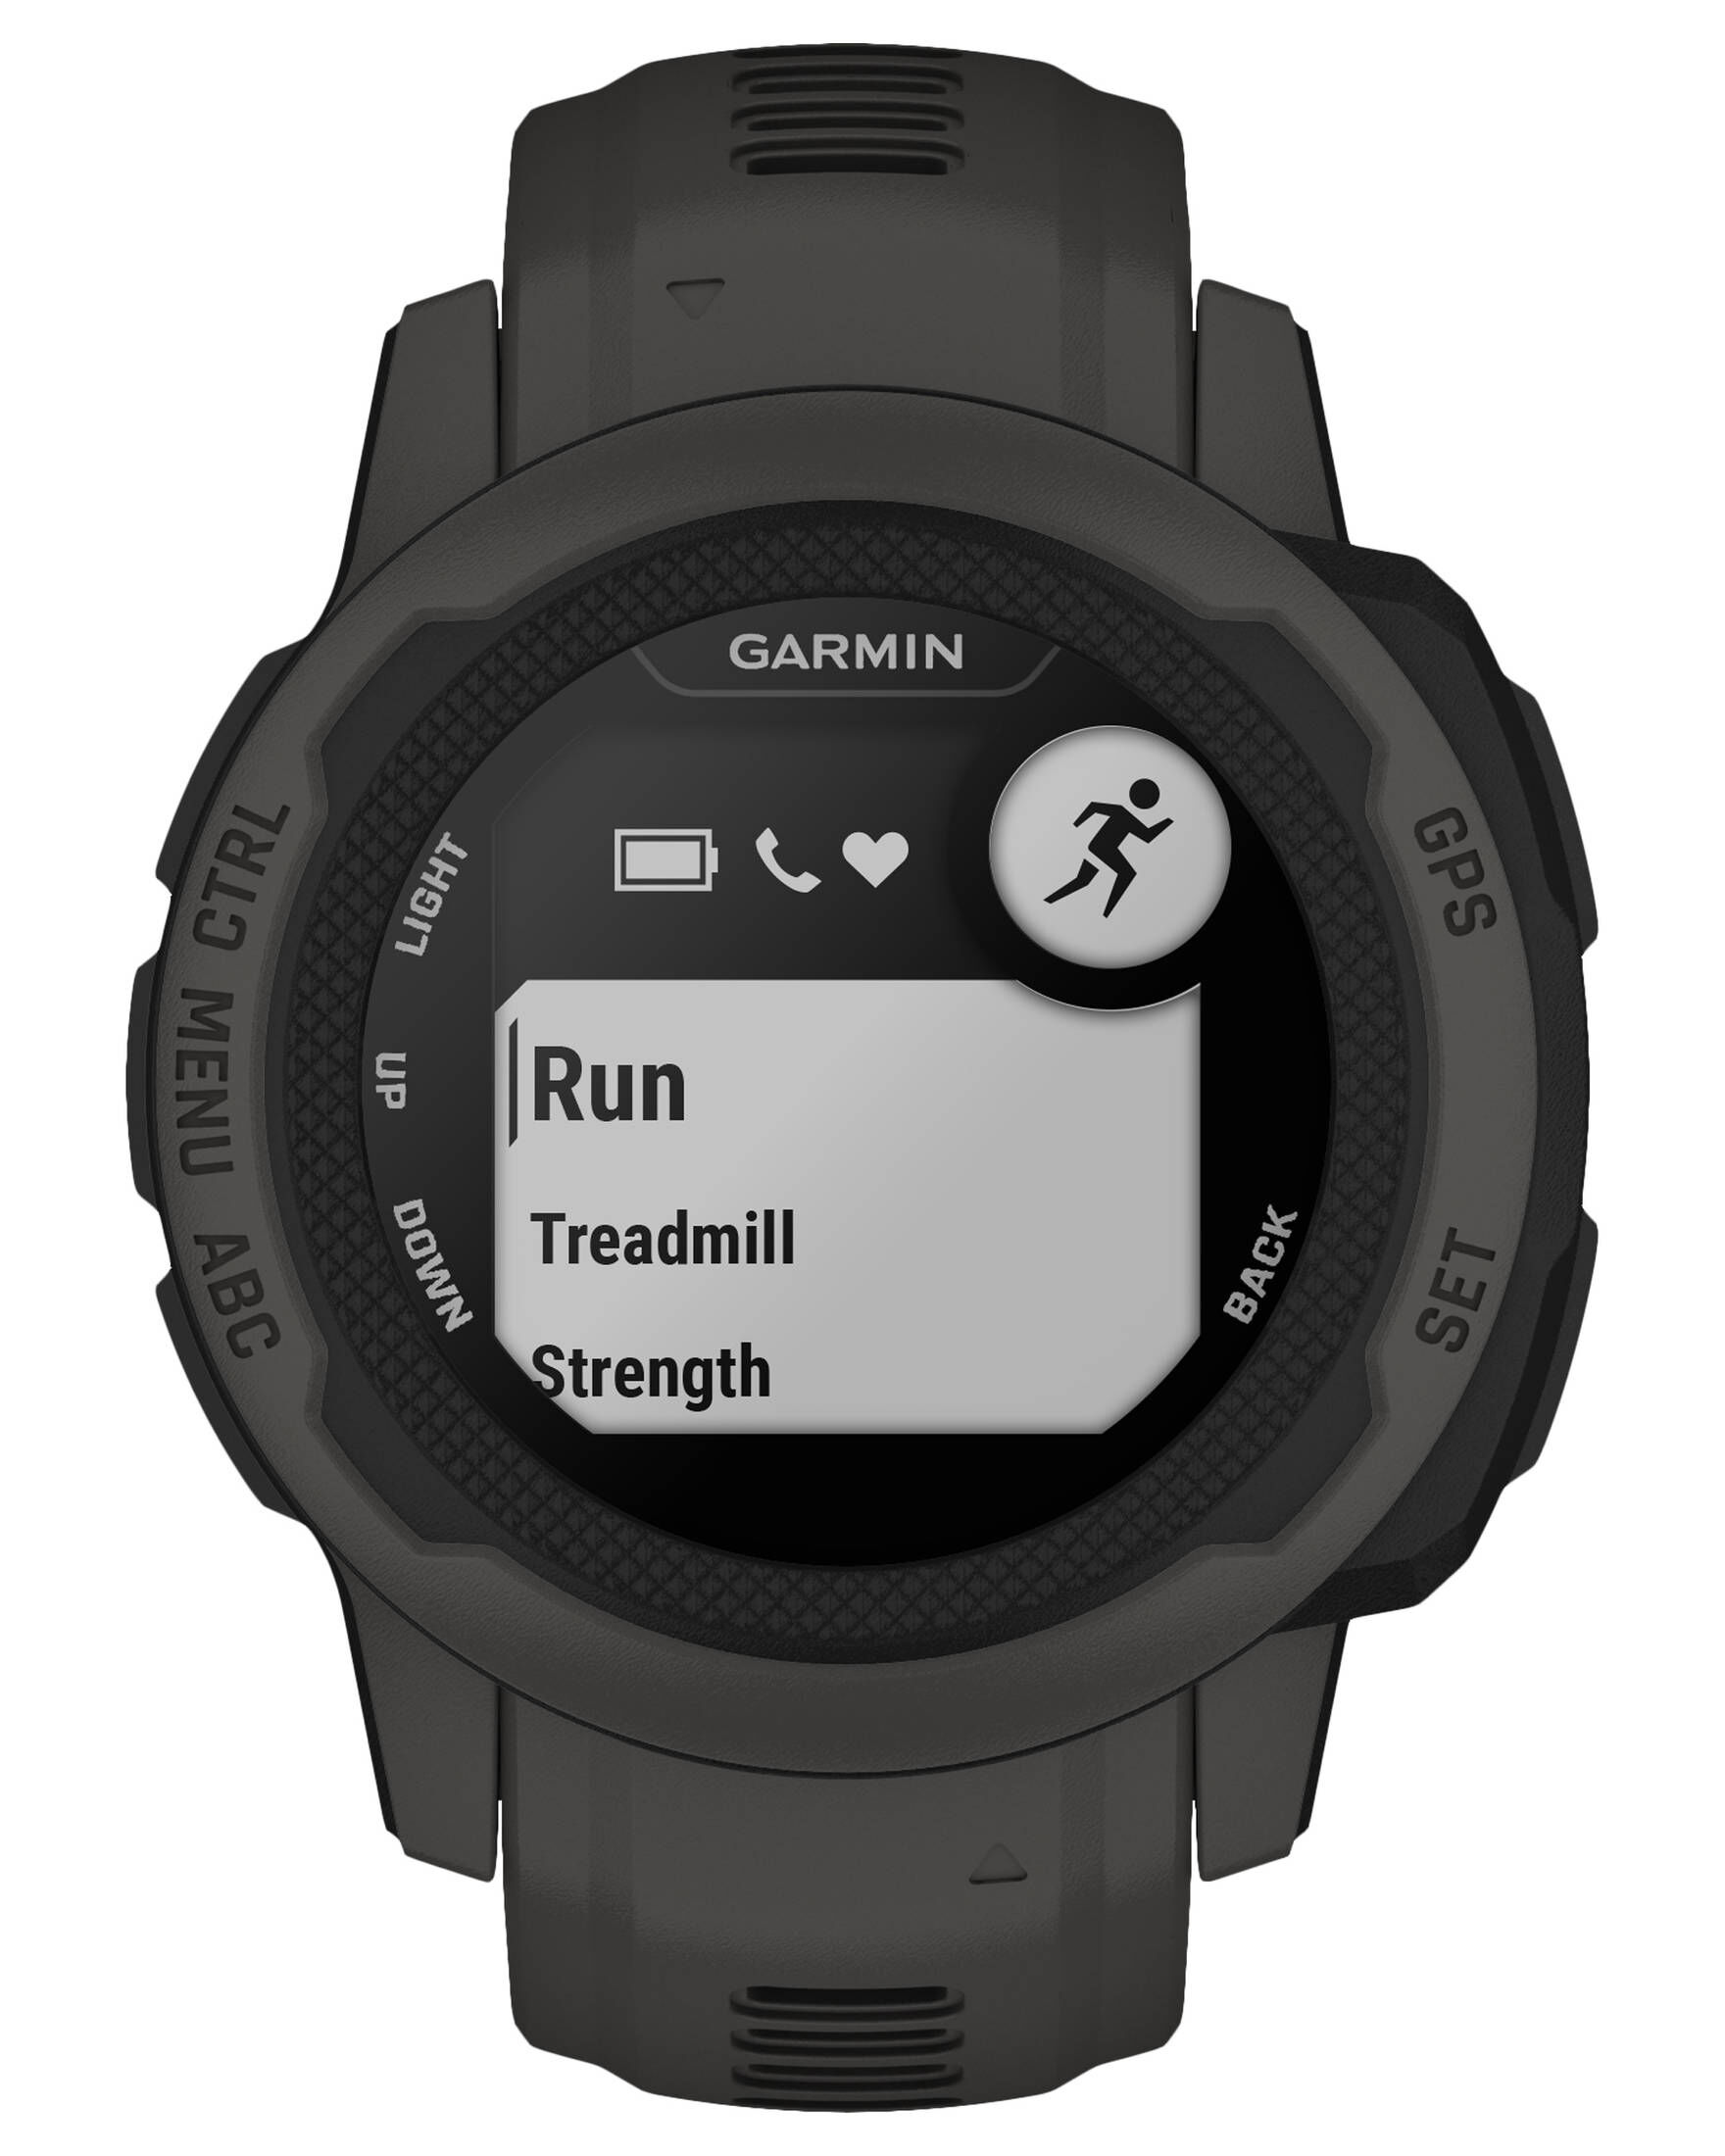 GARMIN
CTRL
LIGHT
GPS
MENU
UP
Run
Treadmill
Strength
ABC
DOWN
BACK
SET